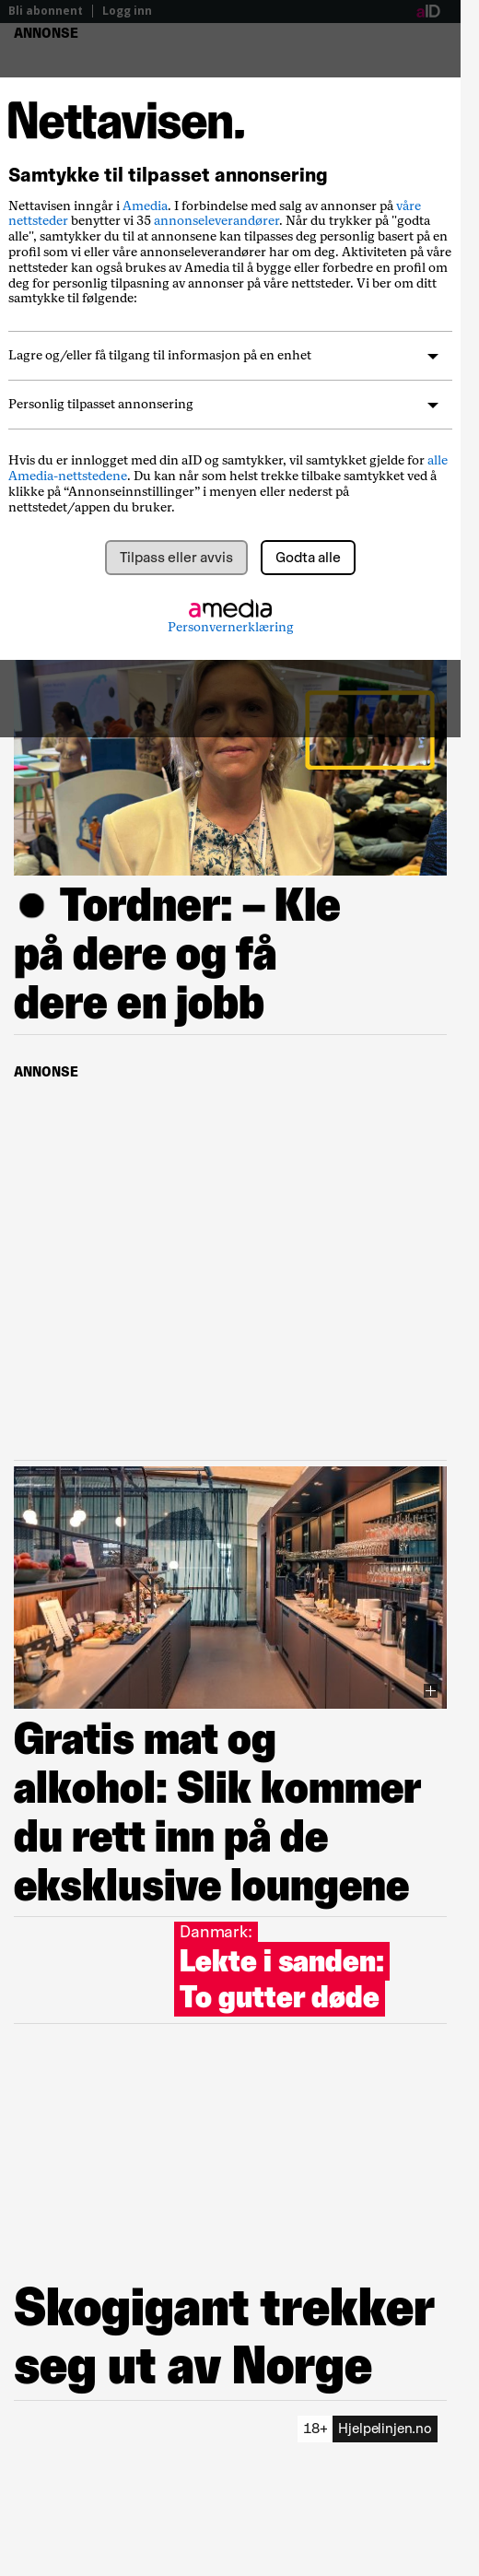 Bli abonnent | Logg inn aID
ANNONSE
Nettavisen.
Samtykke til tilpasset annonsering
Nettavisen inngår i Amedia. I forbindelse med salg av annonser på våre
nettsteder benytter vi 35 annonseleverandører. Når du trykker på "godta
alle", samtykker du til at annonsene kan tilpasses deg personlig basert på en
profil som vi eller våre annonseleverandører har om deg. Aktiviteten på våre
nettsteder kan også brukes av Amedia til å bygge eller forbedre en profil om
deg for personlig tilpasning av annonser på våre nettsteder. Vi ber om ditt
samtykke til følgende:
Lagre og/eller få tilgang til informasjon på en enhet
Personlig tilpasset annonsering
Hvis du er innlogget med din aID og samtykker, vil samtykket gjelde for alle
Amedia-nettstedene. Du kan når som helst trekke tilbake samtykket ved å
klikke på “Annonseinnstillinger” i menyen eller nederst på
nettstedet/appen du bruker.
Tilpass eller avvis Godta alle
amedia
Personvernerklæring
Tordner: – Kle
på dere og få
dere en jobb
ANNONSE
Gratis mat og
alkohol: Slik kommer
du rett inn på de
eksklusive loungene
Danmark:
Lekte i sanden:
To gutter døde
Skogigant trekker
seg ut av Norge
18+ Hjelpelinjen.no